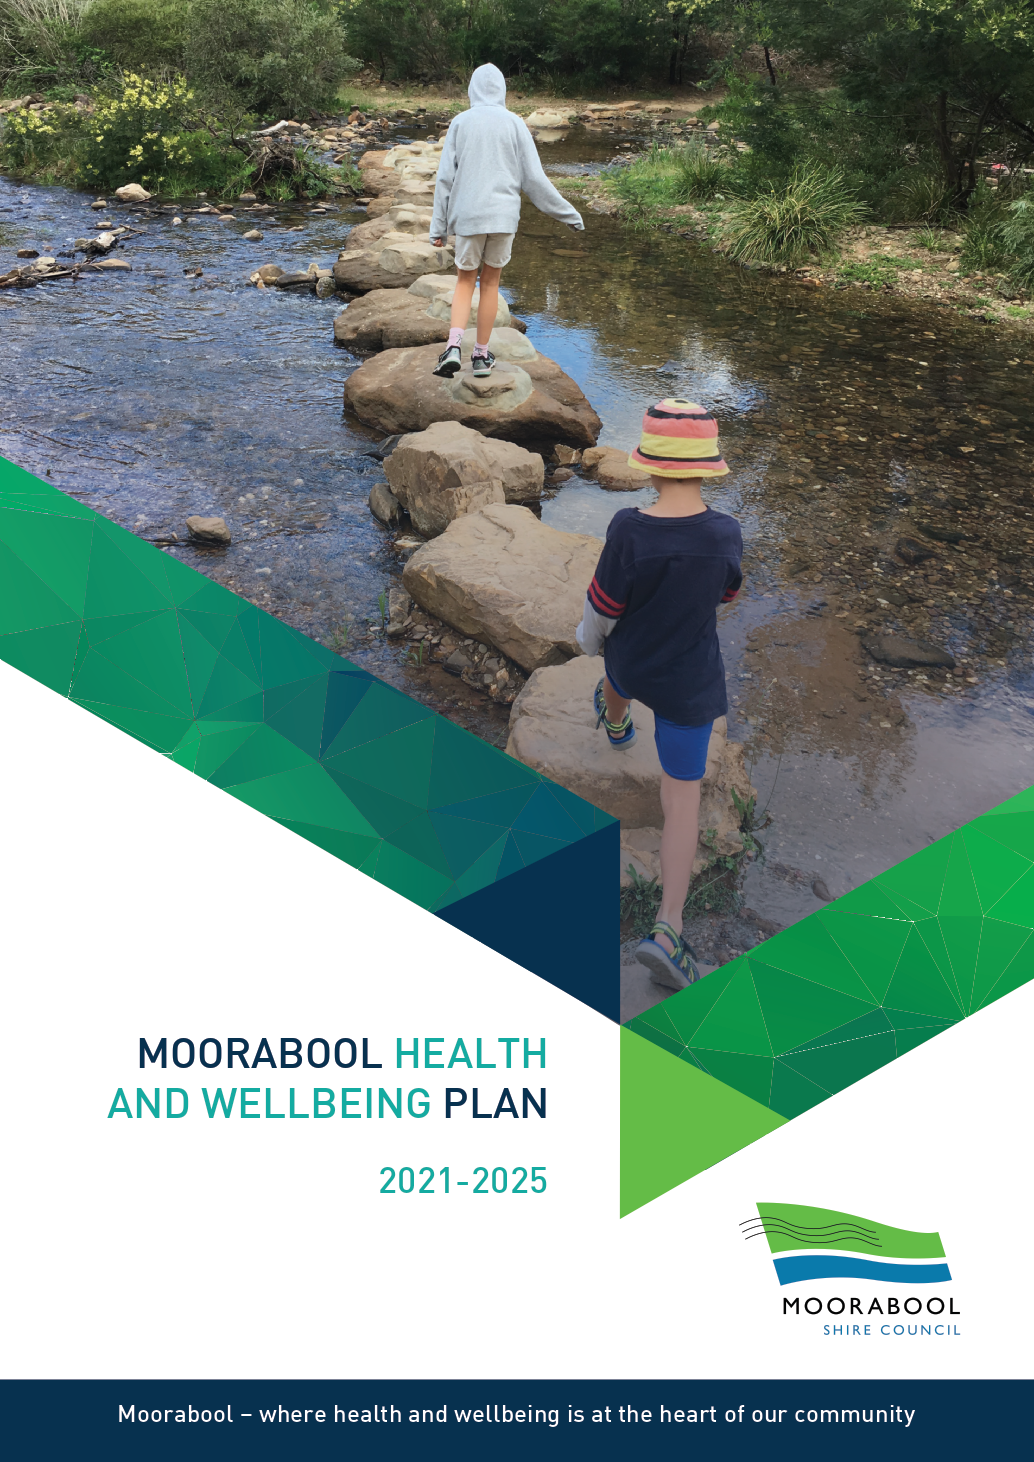 MOORABOOL HEALTH
AND WELLBEING PLAN
2021-2025
MOORABOOL
SHIRE COUNCIL
Moorabool – where health and wellbeing is at the heart of our community